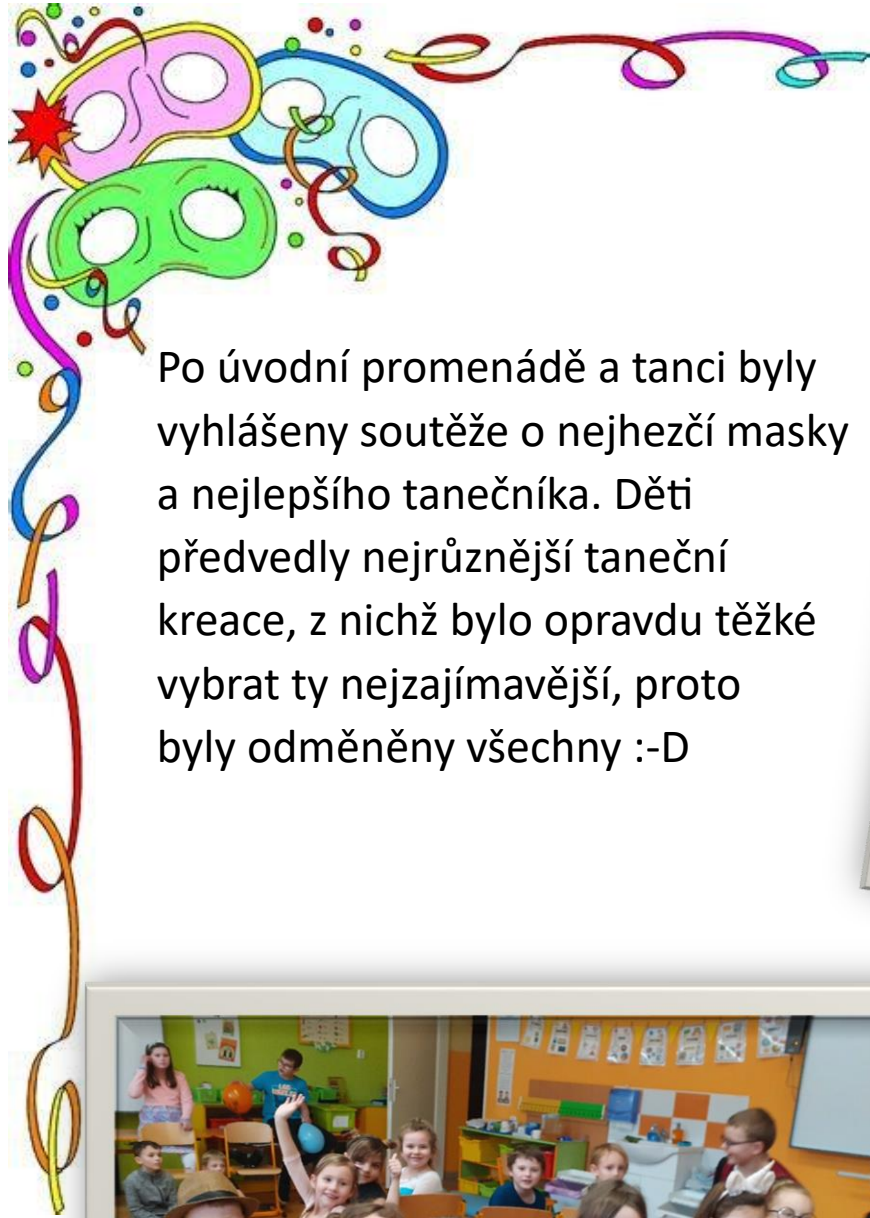 Po úvodní promenádě a tanci byly
vyhlášeny soutěže o nejhezčí masky
a nejlepšího tanečníka. Děti
předvedly nejrůznější taneční
kreace, z nichž bylo opravdu těžké
vybrat ty nejzajímavější, proto
byly odměněny všechny :-D